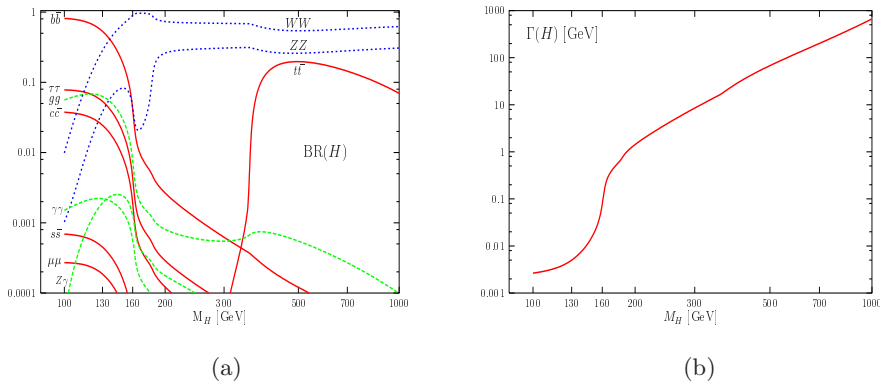 1
0.1
0.01
0.001
0.0001
bb̄
ττ
gg
cc̄
γγ
ss̄
μμ
Zγ
WW
ZZ
tt̄
BR(H)
100 130 160 200 300 500 700 1000
M_H [GeV]
(a)
Γ(H) [GeV]
1000
100
10
1
0.1
0.01
0.001
100 130 160 200 300 500 700 1000
M_H [GeV]
(b)